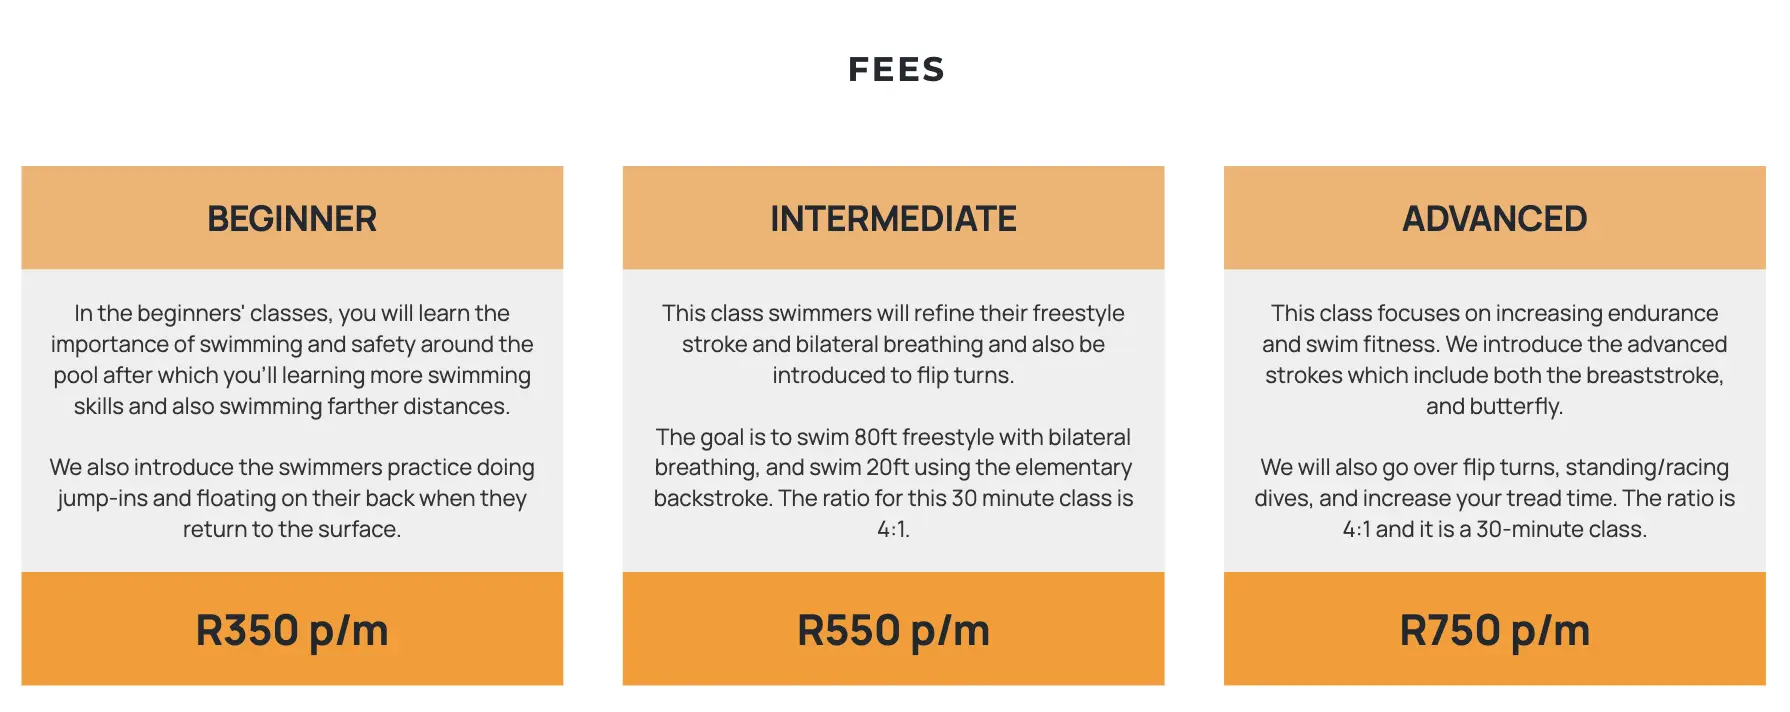 FEES
BEGINNER
In the beginners' classes, you will learn the
importance of swimming and safety around the
pool after which you'll learning more swimming
skills and also swimming farther distances.
We also introduce the swimmers practice doing
jump-ins and floating on their back when they
return to the surface.
R350 p/m
INTERMEDIATE
This class swimmers will refine their freestyle
stroke and bilateral breathing and also be
introduced to flip turns.
The goal is to swim 80ft freestyle with bilateral
breathing, and swim 20ft using the elementary
backstroke. The ratio for this 30 minute class is
4:1.
R550 p/m
ADVANCED
This class focuses on increasing endurance
and swim fitness. We introduce the advanced
strokes which include both the breaststroke,
and butterfly.
We will also go over flip turns, standing/racing
dives, and increase your tread time. The ratio is
4:1 and it is a 30-minute class.
R750 p/m